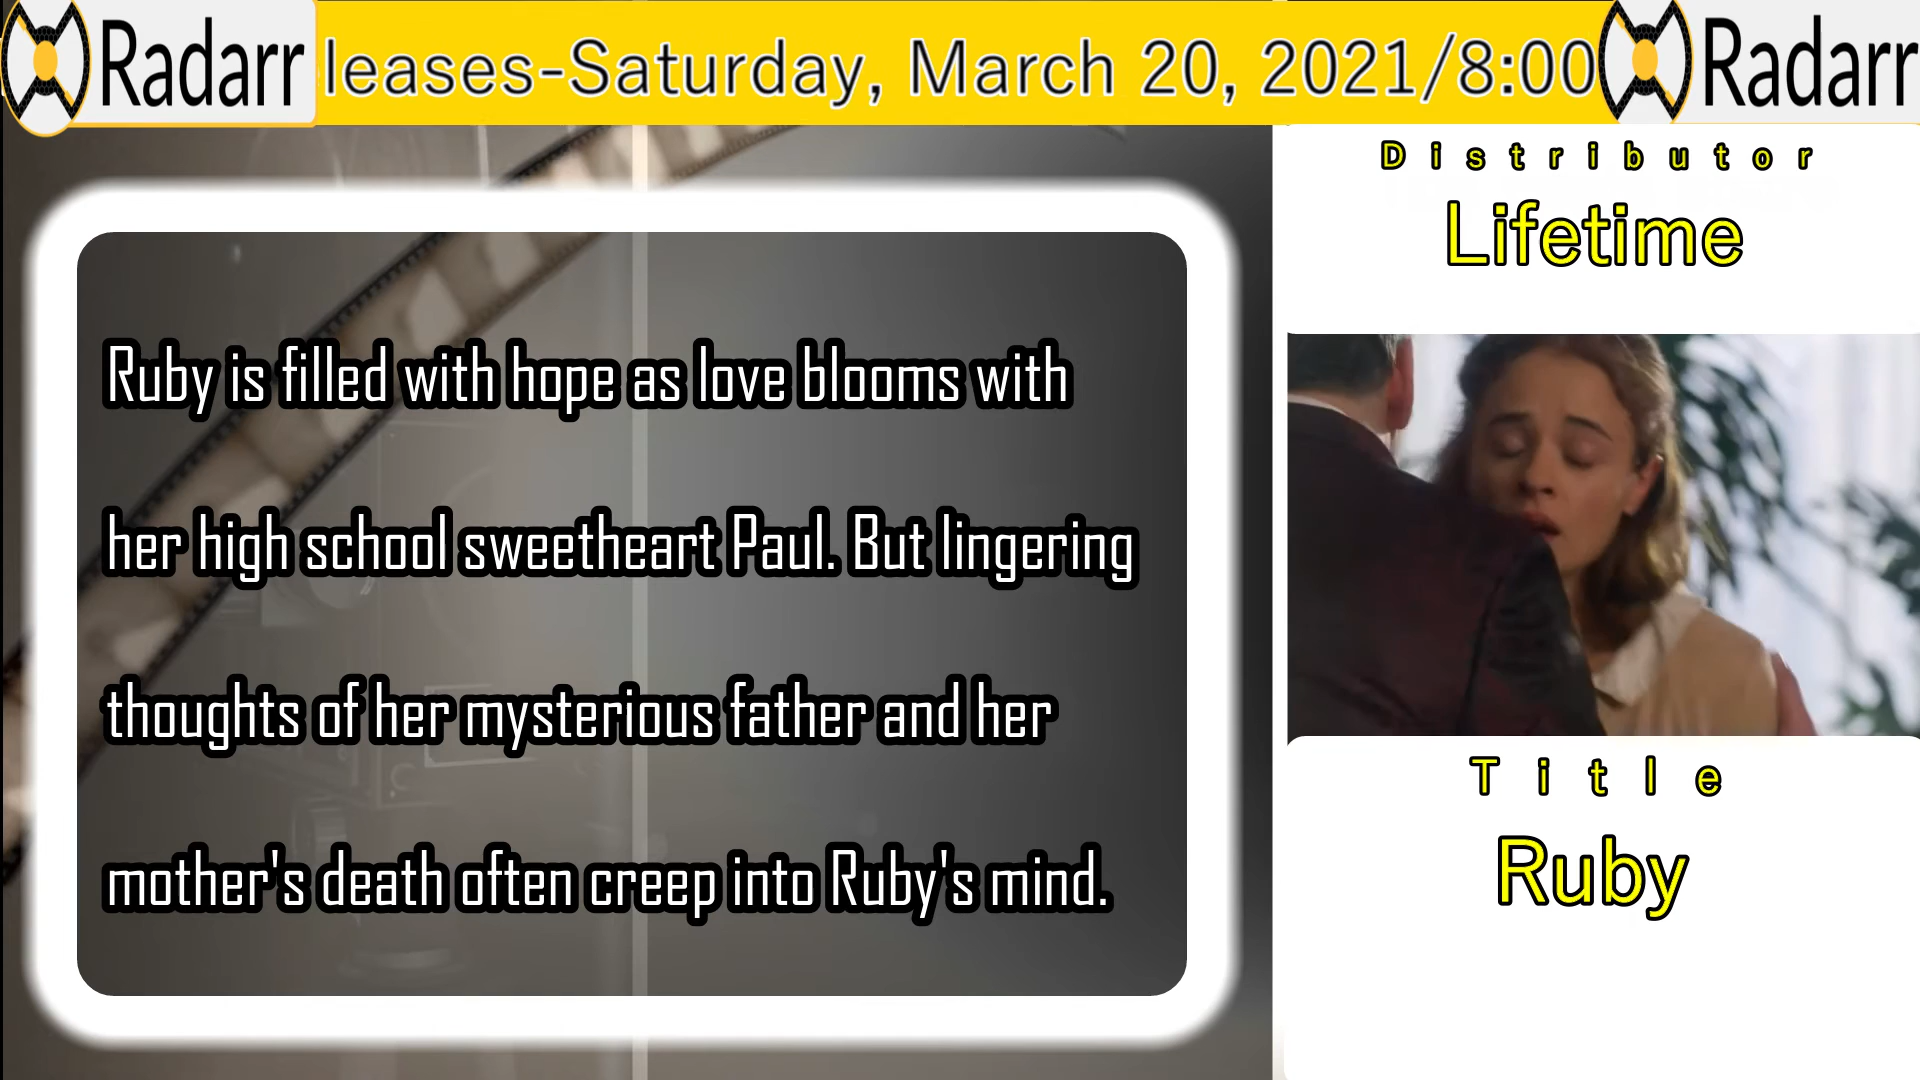 Radarr
leases-Saturday, March 20, 2021/8:00
Radarr
Distributor
Lifetime
Ruby is filled with hope as love blooms with
her high school sweetheart Paul. But lingering
thoughts of her mysterious father and her
mother's death often creep into Ruby's mind.
Title
Ruby